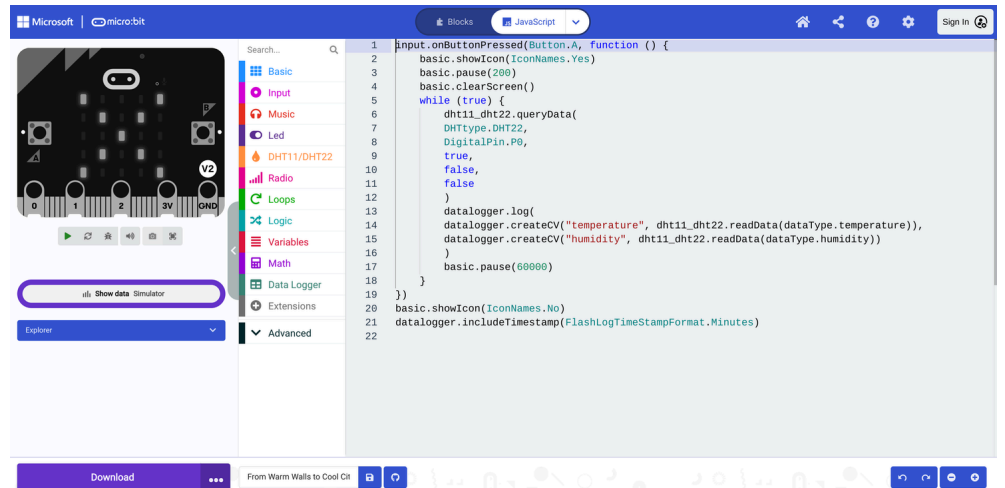 Microsoft
micro:bit
Blocks
JavaScript
Sign In
A
B
V2
0 1 2 3V GND
Show data Simulator
Explorer
Search...
Basic
Input
Music
Led
DHT11/DHT22
Radio
Loops
Logic
Variables
Math
Data Logger
Extensions
Advanced
1 input.onButtonPressed(Button.A, function () {
2 basic.showIcon(IconNames.Yes)
3 basic.pause(200)
4 basic.clearScreen()
5 while (true) {
6 dht11_dht22.queryData(
7 DHTtype.DHT22,
8 DigitalPin.P0,
9 true,
10 false,
11 false
12 )
13 datalogger.log(
14 datalogger.createCV("temperature", dht11_dht22.readData(dataType.temperature)),
15 datalogger.createCV("humidity", dht11_dht22.readData(dataType.humidity))
16 )
17 basic.pause(60000)
18 }
19 })
20 basic.showIcon(IconNames.No)
21 datalogger.includeTimestamp(FlashLogTimeStampFormat.Minutes)
22
Download
From Warm Walls to Cool Cit